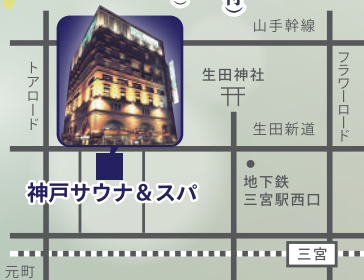 山手幹線
トアロード
生田神社
フラワーロード
生田新道
地下鉄
三宮駅西口
神戸サウナ＆スパ
三宮
元町